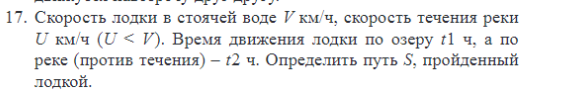 17. Скорость лодки в стоячей воде V км/ч, скорость течения реки
U км/ч (U < V). Время движения лодки по озеру t1 ч, а по
реке (против течения) – t2 ч. Определить путь S, пройденный
лодкой.